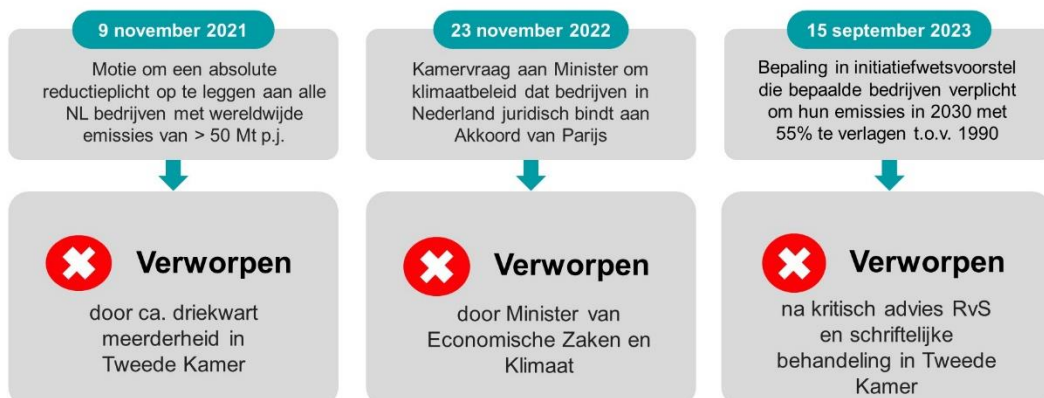 9 november 2021
Motie om een absolute
reductieplicht op te leggen aan alle
NL bedrijven met wereldwijde
emissies van > 50 Mt p.j.
Verworpen
door ca. driekwart
meerderheid in
Tweede Kamer
23 november 2022
Kamervraag aan Minister om
klimaatbeleid dat bedrijven in
Nederland juridisch bindt aan
Akkoord van Parijs
Verworpen
door Minister van
Economische Zaken en
Klimaat
15 september 2023
Bepaling in initiatiefwetsvoorstel
die bepaalde bedrijven verplicht
om hun emissies in 2030 met
55% te verlagen t.o.v. 1990
Verworpen
na kritisch advies RvS
en schriftelijke
behandeling in Tweede
Kamer